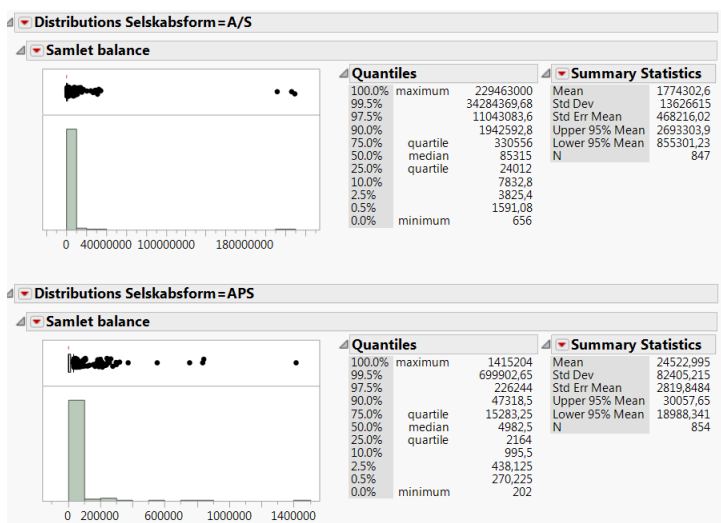 Distributions Selskabsform=A/S
Samlet balance
Quantiles
100.0% maximum 229463000
99.5% 34284369,68
97.5% 11043083,6
90.0% 1942592,8
75.0% quartile 330556
50.0% median 85315
25.0% quartile 24012
10.0% 7832,8
2.5% 3825,4
0.5% 1591,08
0.0% minimum 656
Summary Statistics
Mean 1774302,6
Std Dev 13626615
Std Err Mean 468216,02
Upper 95% Mean 2693303,9
Lower 95% Mean 855301,23
N 847
0 40000000 100000000 180000000
Distributions Selskabsform=APS
Samlet balance
Quantiles
100.0% maximum 1415204
99.5% 699902,65
97.5% 226244
90.0% 47318,5
75.0% quartile 15283,25
50.0% median 4982,5
25.0% quartile 2164
10.0% 995,5
2.5% 438,125
0.5% 270,225
0.0% minimum 202
Summary Statistics
Mean 24522,995
Std Dev 82405,215
Std Err Mean 2819,8484
Upper 95% Mean 30057,65
Lower 95% Mean 18988,341
N 854
0 200000 600000 1000000 1400000